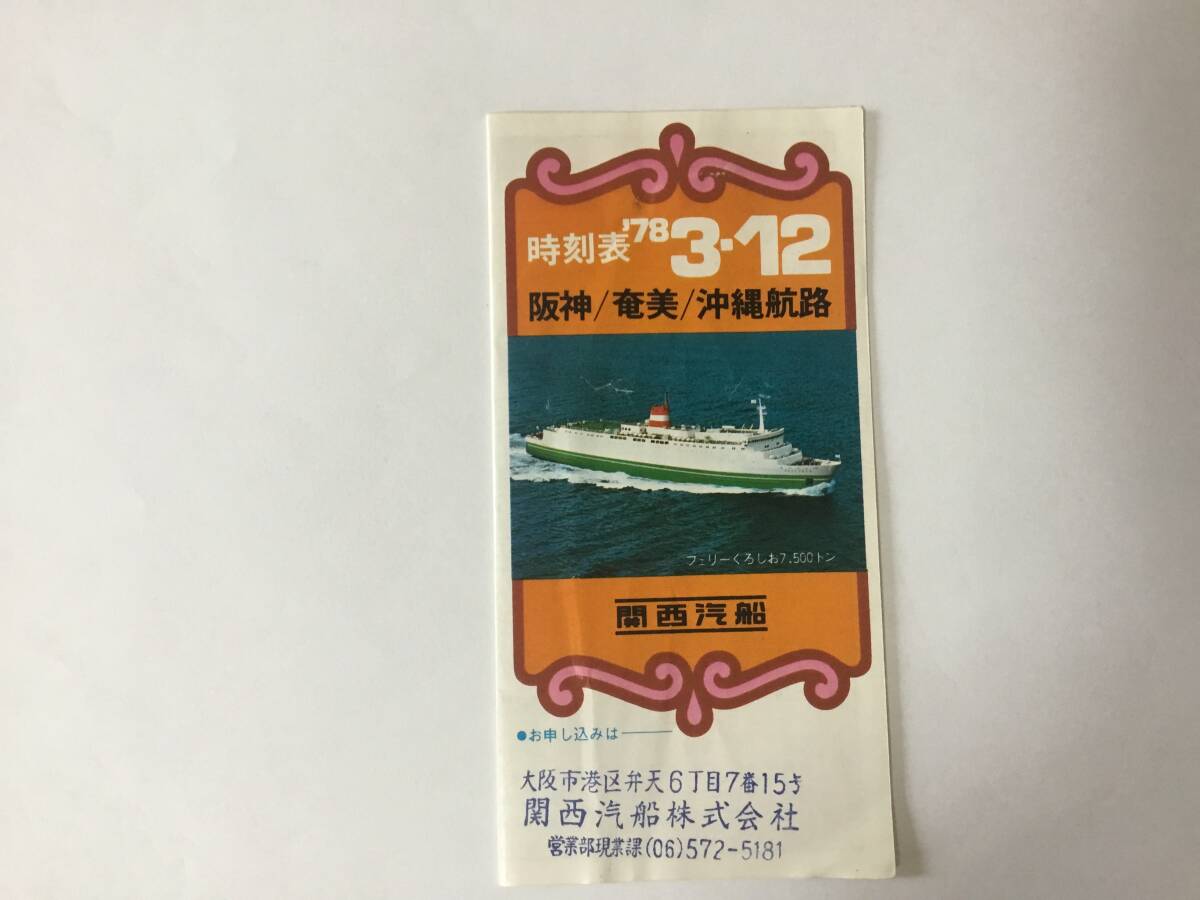 時刻表'78 3・12
阪神/奄美/沖縄航路
フェリーくろしお7.500トン
関西汽船
●お申し込みは──
大阪市港区弁天6丁目7番15号
関西汽船株式会社
営業部現業課(06)572-5181